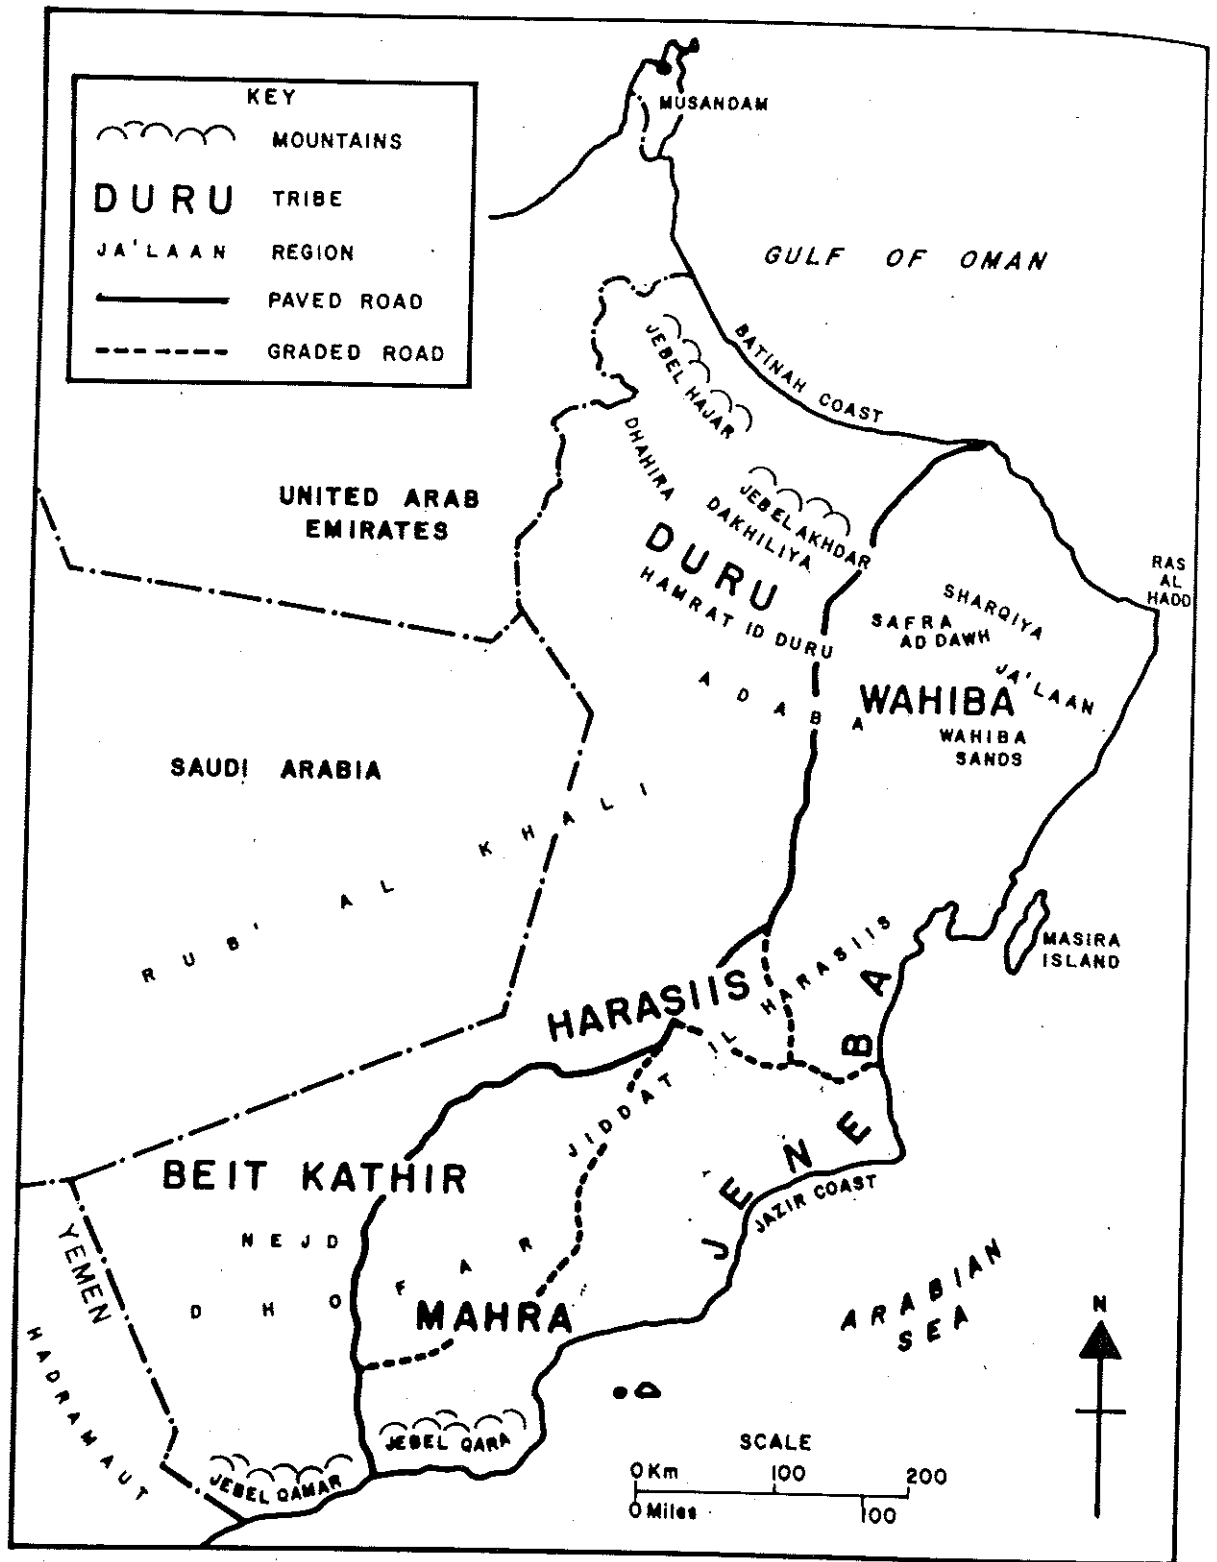 KEY
MOUNTAINS
DURU TRIBE
JA'LAAN REGION
PAVED ROAD
GRADED ROAD
MUSANDAM
GULF OF OMAN
BATINAH COAST
JEBEL HAJAR
DHAHIRA
JEBEL AKHDAR
DAKHILIYA
UNITED ARAB
EMIRATES
DURU
HAMRAT ID DURU
RAS
AL
HADD
SHARQIYA
SAFRA
AD DAWH
JA'LAAN
ADABA
WAHIBA
WAHIBA
SANDS
SAUDI ARABIA
RUB' AL KHALI
MASIRA
ISLAND
HARASIIS
JIDDAT IL HARASIIS
JENEBA
JAZIR COAST
BEIT KATHIR
NEJD
DHOFAR
MAHRA
YEMEN
HADRAMAUT
ARABIAN
SEA
N
JEBEL QARA
JEBEL QAMAR
SCALE
0 Km 100 200
0 Miles 100